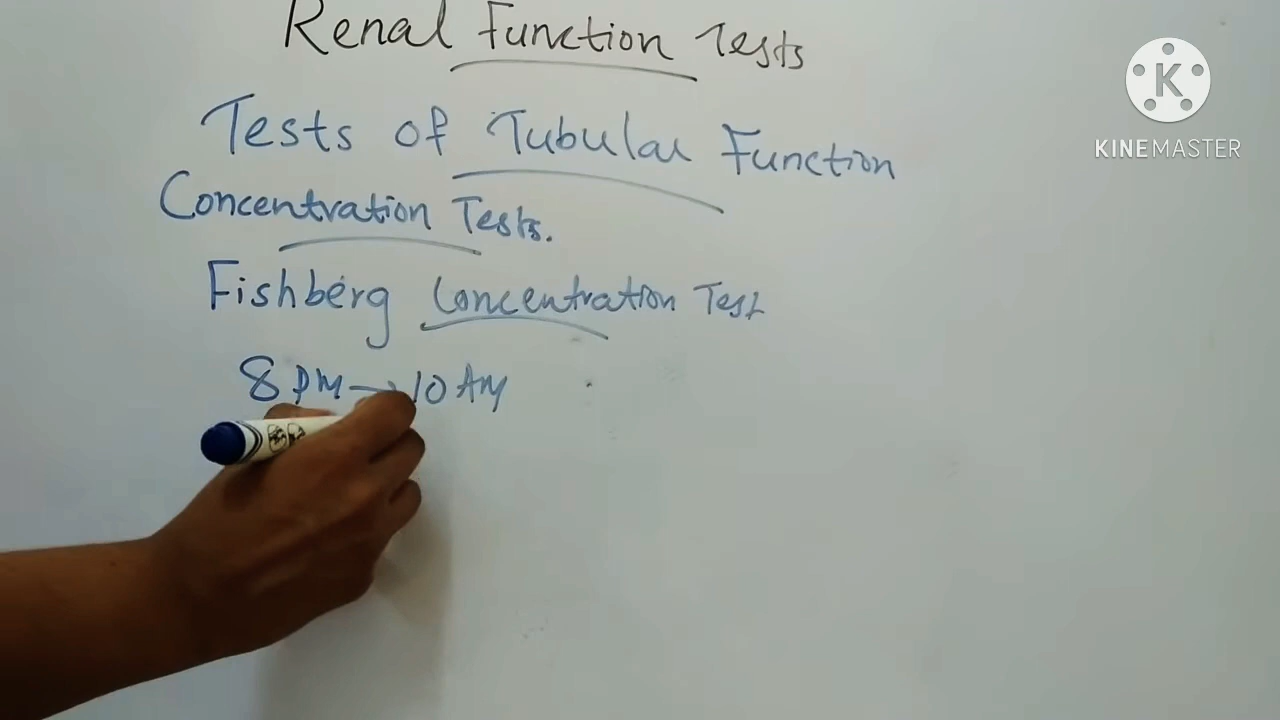 Renal Function Tests
K
KINEMASTER
Tests of Tubular Function
Concentration Tests.
Fishberg Concentration Test
8 PM → 10 AM